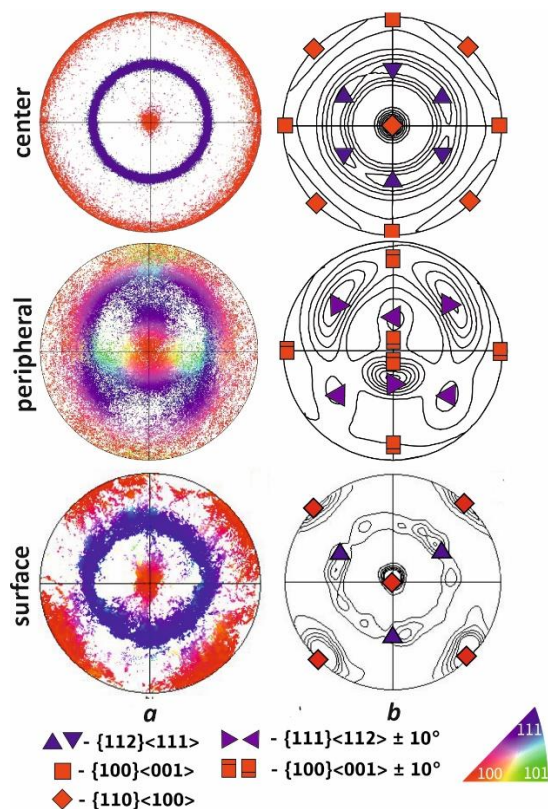 center
peripheral
surface
a b
- {112}<111> - {111}<112> ± 10°
- {100}<001> - {100}<001> ± 10°
- {110}<100>
111
100 101